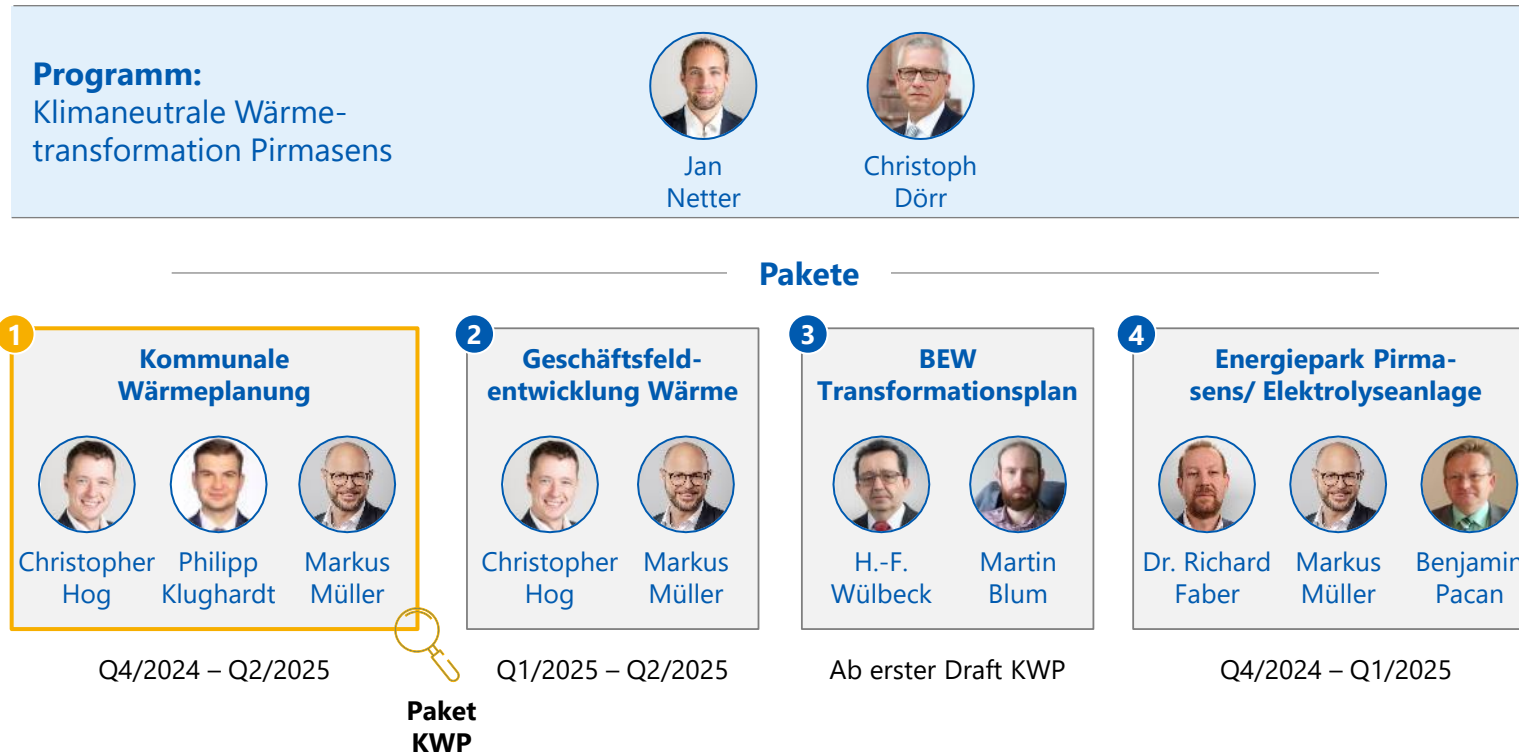 Programm:
Klimaneutrale Wärme-
transformation Pirmasens
Jan
Netter
Christoph
Dörr
Pakete
1
Kommunale
Wärmeplanung
Christopher
Hog
Philipp
Klughardt
Markus
Müller
Q4/2024 – Q2/2025
Paket
KWP
2
Geschäftsfeld-
entwicklung Wärme
Christopher
Hog
Markus
Müller
Q1/2025 – Q2/2025
3
BEW
Transformationsplan
H.-F.
Wülbeck
Martin
Blum
Ab erster Draft KWP
4
Energiepark Pirma-
sens/ Elektrolyseanlage
Dr. Richard
Faber
Markus
Müller
Benjamin
Pacan
Q4/2024 – Q1/2025